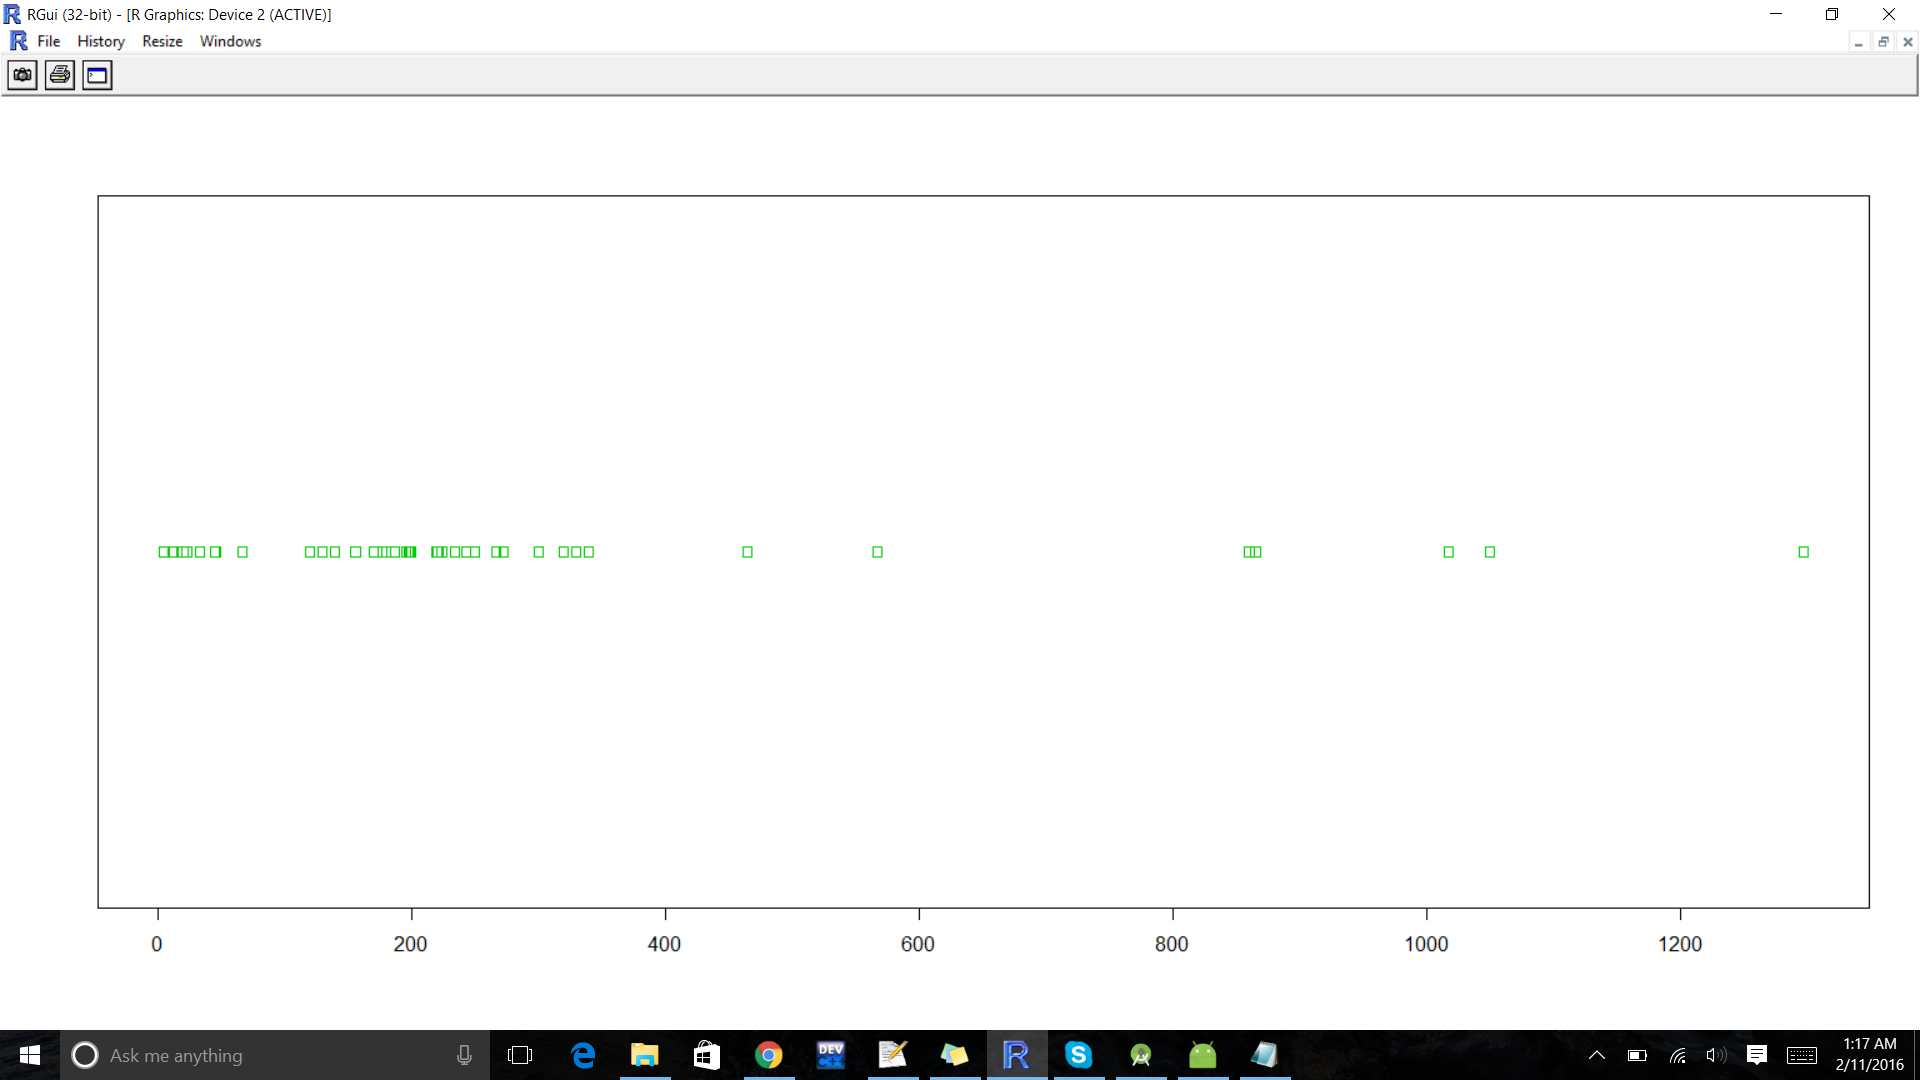 RGui (32-bit) - [R Graphics: Device 2 (ACTIVE)]
File History Resize Windows
0 200 400 600 800 1000 1200
Ask me anything
DEV
C++
1:17 AM
2/11/2016